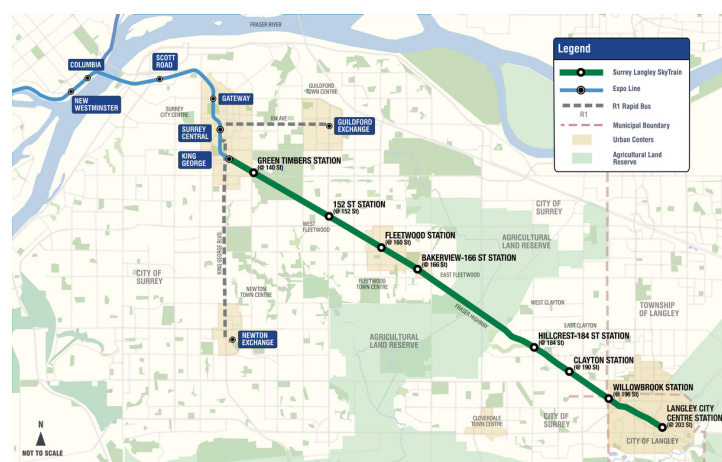 FRASER RIVER
COLUMBIA
SCOTT
ROAD
NEW
WESTMINSTER
GATEWAY
SURREY
CITY CENTRE
GUILDFORD
TOWN CENTRE
104 AVE
SURREY
CENTRAL
GUILDFORD
EXCHANGE
KING
GEORGE
GREEN TIMBERS STATION
(@ 140 St)
152 ST STATION
(@ 152 St)
WEST
FLEETWOOD
FLEETWOOD STATION
(@ 160 St)
BAKERVIEW-166 ST STATION
(@ 166 St)
EAST FLEETWOOD
FLEETWOOD
TOWN CENTRE
CITY OF
SURREY
AGRICULTURAL
LAND RESERVE
CITY OF
SURREY
KING GEORGE BLVD
NEWTON
TOWN CENTRE
NEWTON
EXCHANGE
AGRICULTURAL
LAND RESERVE
FRASER HIGHWAY
WEST CLAYTON
EAST CLAYTON
TOWNSHIP
OF LANGLEY
HILLCREST-184 ST STATION
(@ 184 St)
CLAYTON STATION
(@ 190 St)
WILLOWBROOK STATION
(@ 196 St)
LANGLEY CITY
CENTRE STATION
(@ 203 St)
CITY OF LANGLEY
CITY OF
SURREY
CLOVERDALE
TOWN CENTRE
N
NOT TO SCALE
Legend
Surrey Langley SkyTrain
Expo Line
R1 Rapid Bus
R1
Municipal Boundary
Urban Centers
Agricultural Land
Reserve